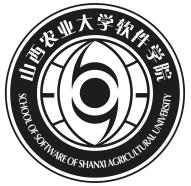 山西农业大学软件学院
SCHOOL OF SOFTWARE OF SHANXI AGRICULTURAL UNIVERSITY